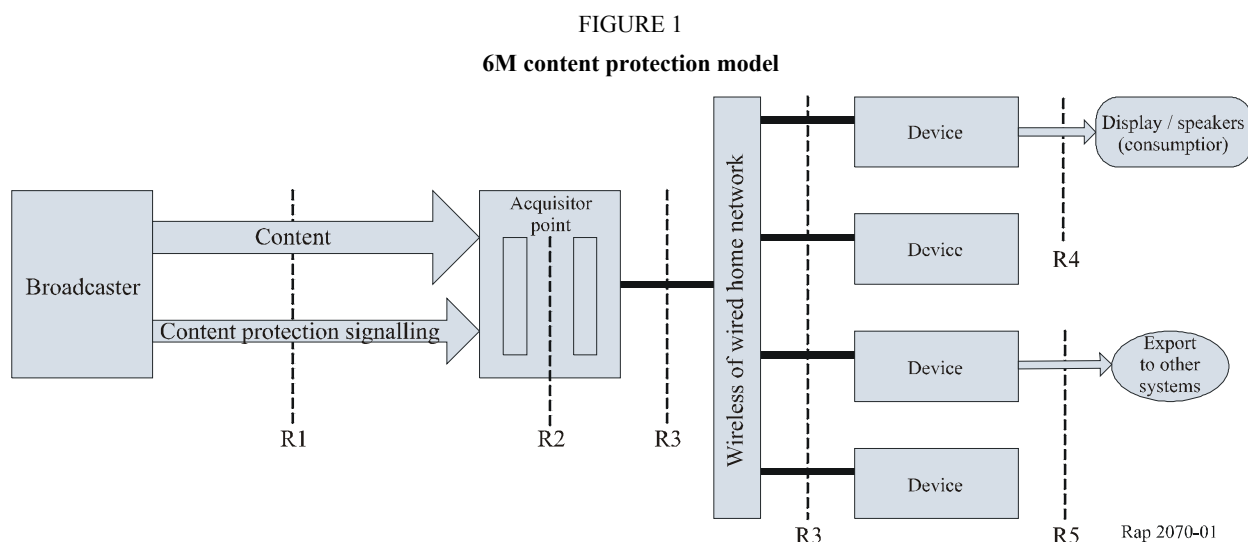 FIGURE 1
6M content protection model
Broadcaster
Content
Content protection signalling
R1
Acquisitor
point
R2
R3
Wireless of wired home network
R3
Device
Device
Device
Device
Display / speakers
(consumptior)
R4
Export
to other
systems
R5
Rap 2070-01